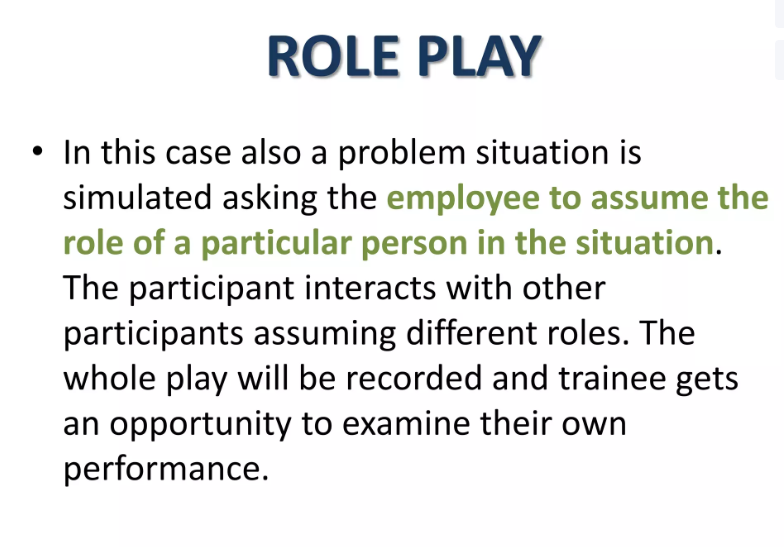 ROLE PLAY
• In this case also a problem situation is
simulated asking the employee to assume the
role of a particular person in the situation.
The participant interacts with other
participants assuming different roles. The
whole play will be recorded and trainee gets
an opportunity to examine their own
performance.